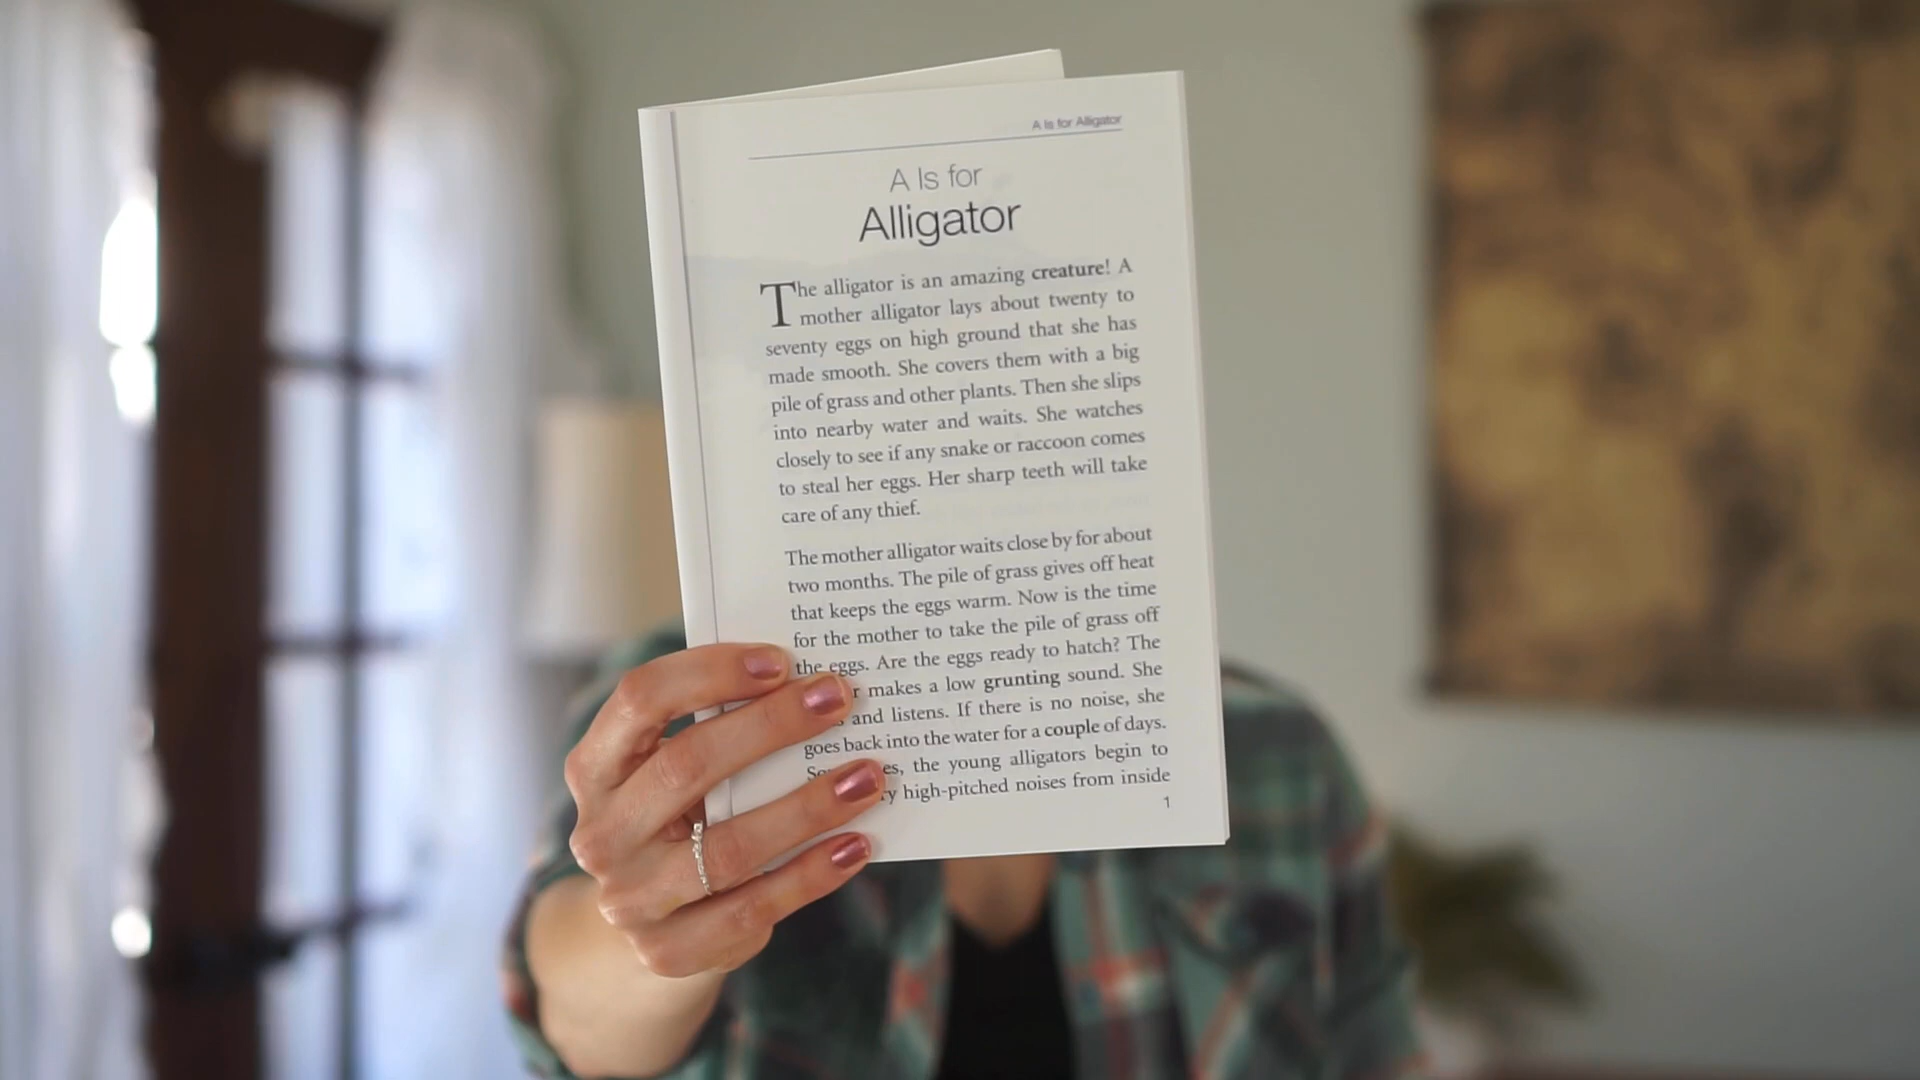 A Is for Alligator
A Is for
Alligator
The alligator is an amazing creature! A
mother alligator lays about twenty to
seventy eggs on high ground that she has
made smooth. She covers them with a big
pile of grass and other plants. Then she slips
into nearby water and waits. She watches
closely to see if any snake or raccoon comes
to steal her eggs. Her sharp teeth will take
care of any thief.
The mother alligator waits close by for about
two months. The pile of grass gives off heat
that keeps the eggs warm. Now is the time
for the mother to take the pile of grass off
the eggs. Are the eggs ready to hatch? The
makes a low grunting sound. She
and listens. If there is no noise, she
goes back into the water for a couple of days.
the young alligators begin to
high-pitched noises from inside
1